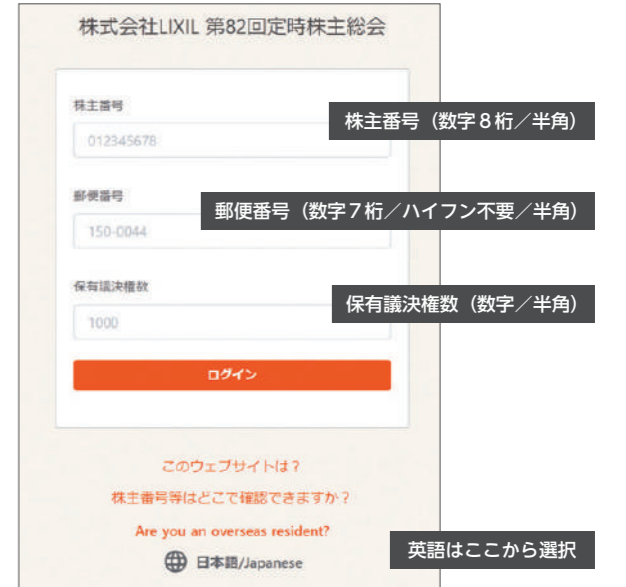 株式会社LIXIL 第82回定時株主総会
株主番号
株主番号（数字８桁／半角）
012345678
郵便番号
郵便番号（数字７桁／ハイフン不要／半角）
150-0044
保有議決権数
保有議決権数（数字／半角）
1000
ログイン
このウェブサイトは？
株主番号等はどこで確認できますか？
Are you an overseas resident?
英語はここから選択
日本語/Japanese